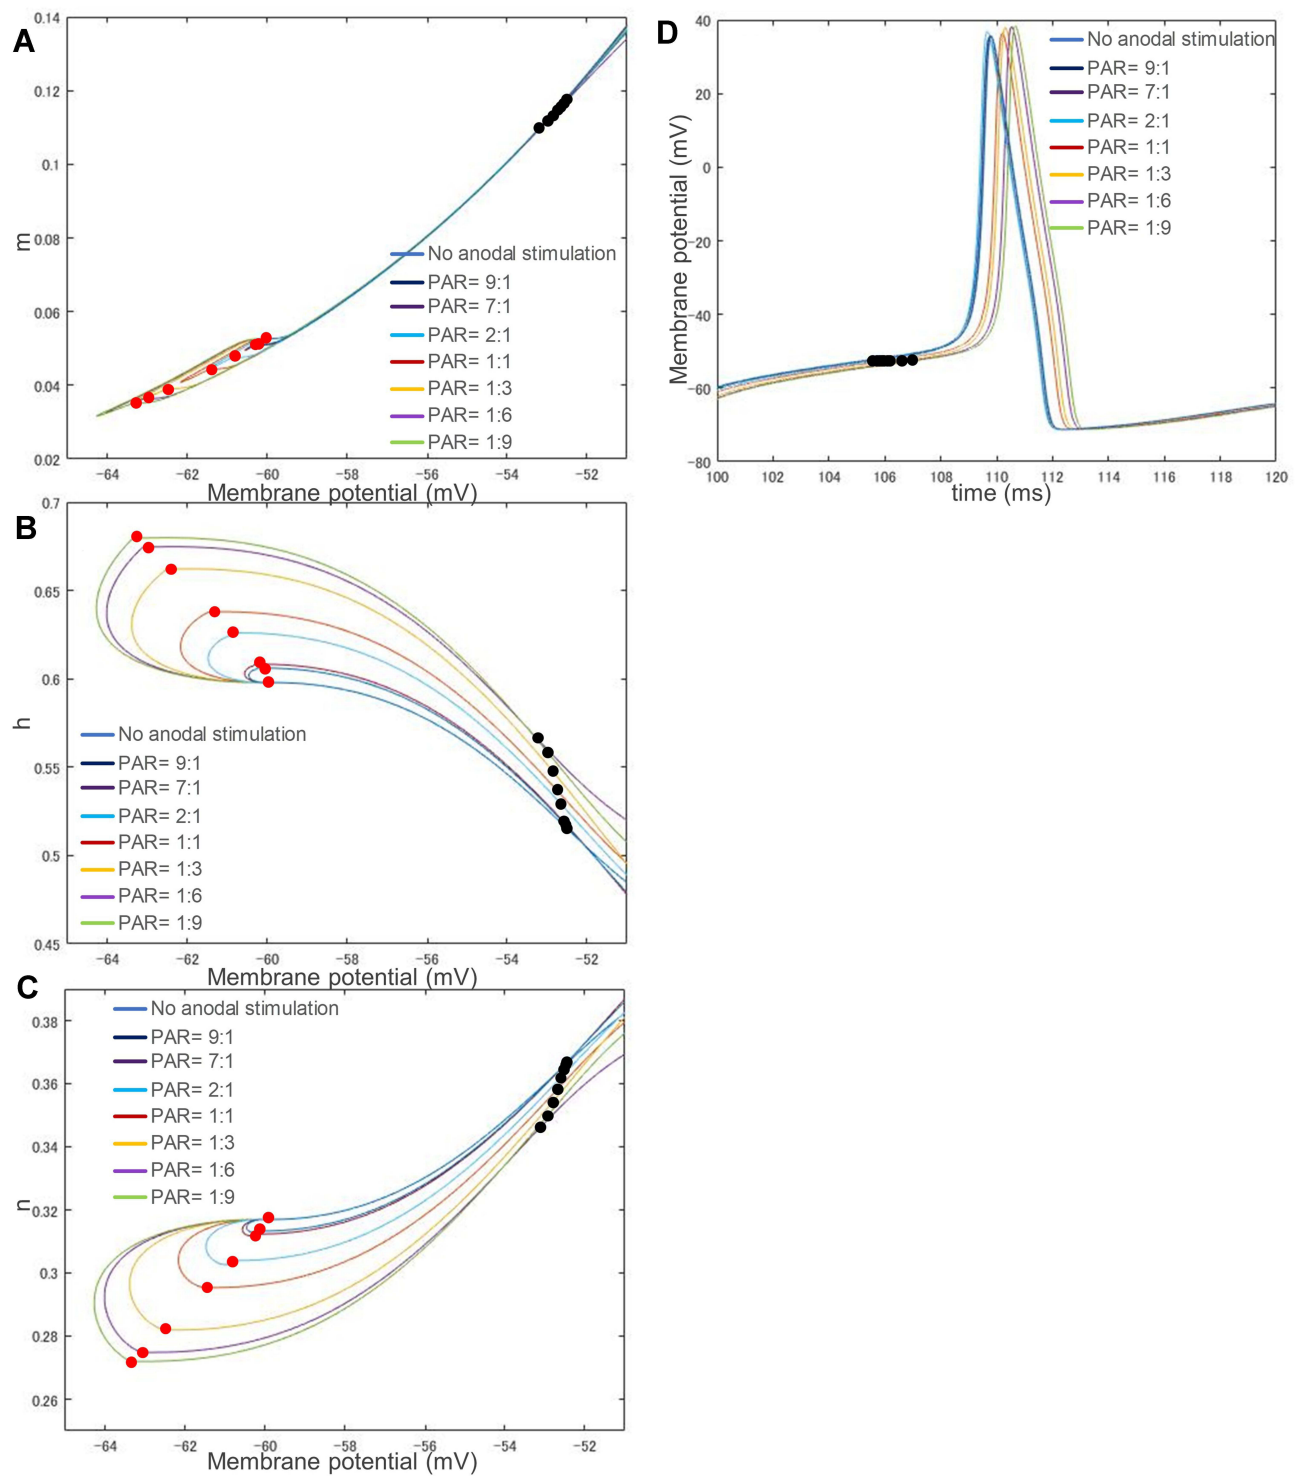 A
0.14
0.12
0.1
0.08
0.06
0.04
0.02
m
No anodal stimulation
PAR= 9:1
PAR= 7:1
PAR= 2:1
PAR= 1:1
PAR= 1:3
PAR= 1:6
PAR= 1:9
−64 −62 −60 −58 −56 −54 −52
Membrane potential (mV)
D
40
20
0
−20
−40
−60
−80
Membrane potential (mV)
No anodal stimulation
PAR= 9:1
PAR= 7:1
PAR= 2:1
PAR= 1:1
PAR= 1:3
PAR= 1:6
PAR= 1:9
100 102 104 106 108 110 112 114 116 118 120
time (ms)
B
0.7
0.65
0.6
0.55
0.5
0.45
h
No anodal stimulation
PAR= 9:1
PAR= 7:1
PAR= 2:1
PAR= 1:1
PAR= 1:3
PAR= 1:6
PAR= 1:9
−64 −62 −60 −58 −56 −54 −52
Membrane potential (mV)
C
0.38
0.36
0.34
0.32
0.3
0.28
0.26
n
No anodal stimulation
PAR= 9:1
PAR= 7:1
PAR= 2:1
PAR= 1:1
PAR= 1:3
PAR= 1:6
PAR= 1:9
−64 −62 −60 −58 −56 −54 −52
Membrane potential (mV)